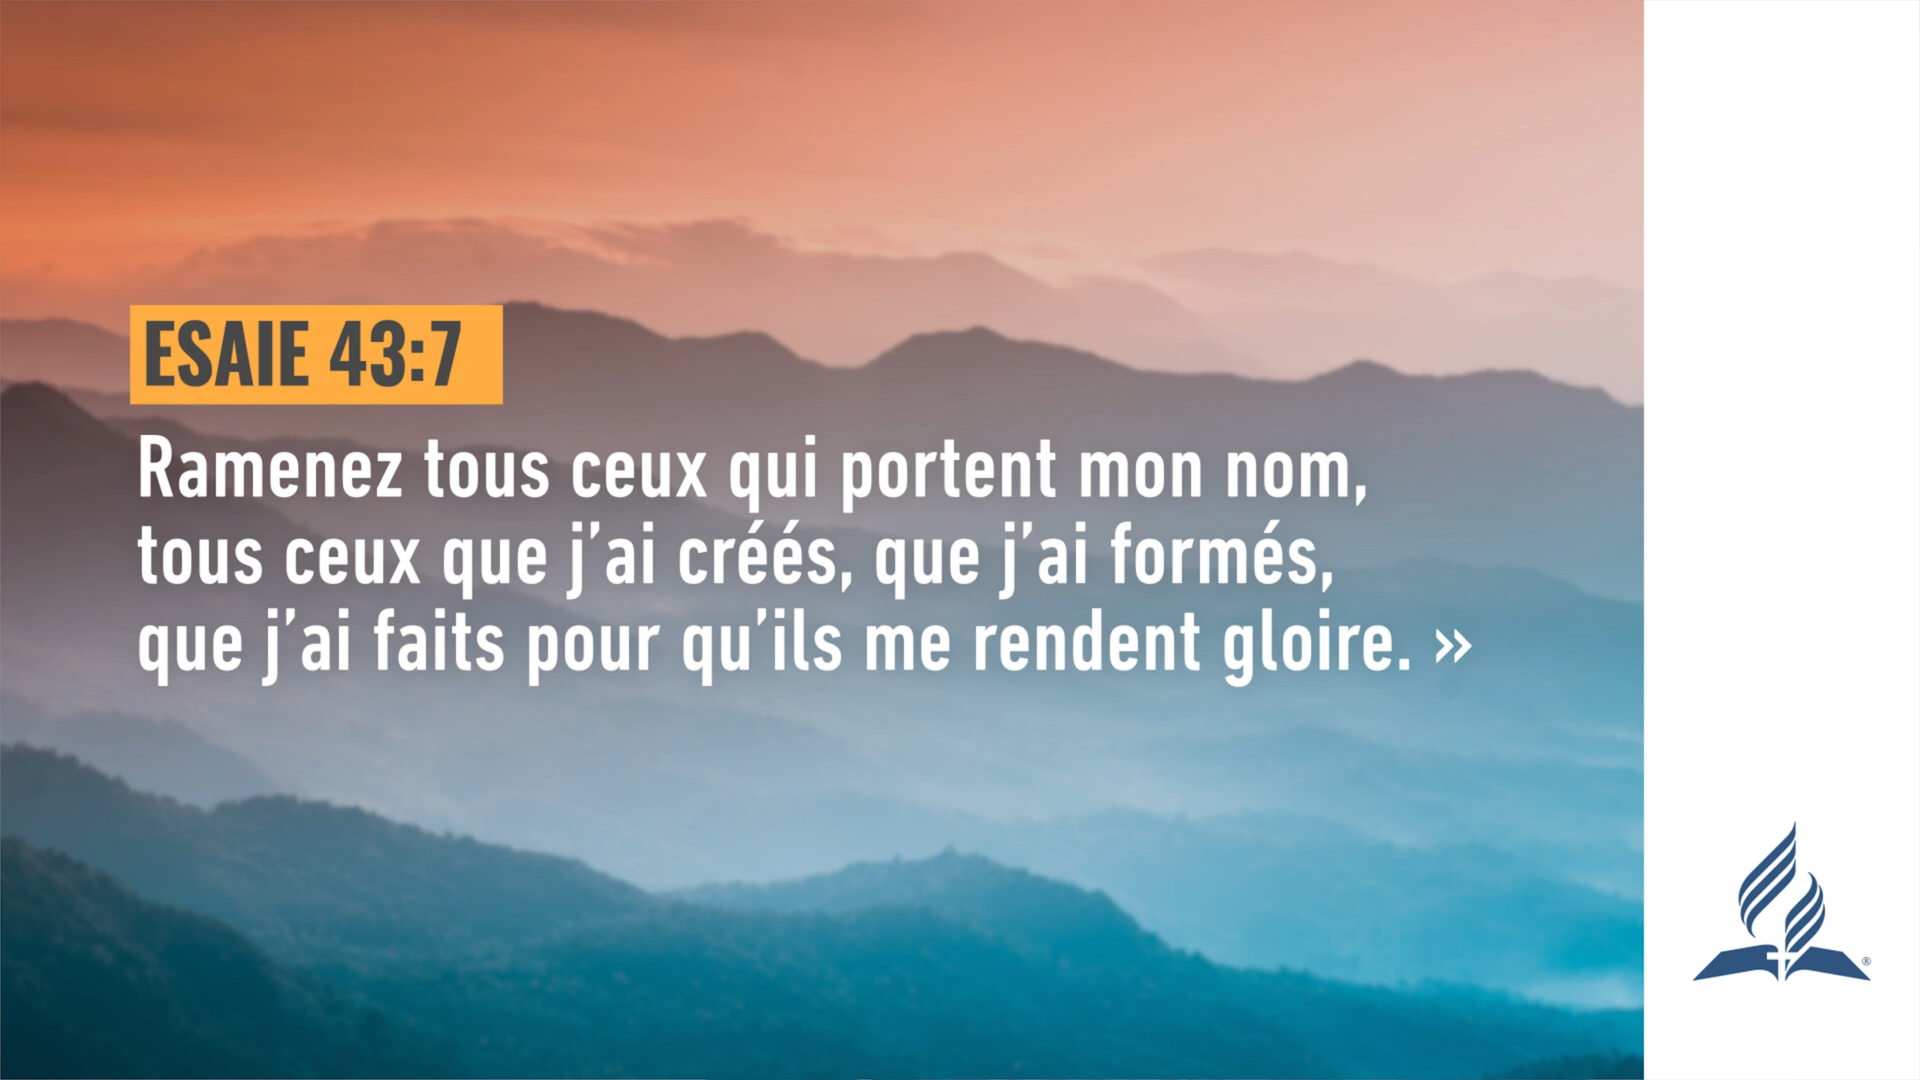 ESAIE 43:7
Ramenez tous ceux qui portent mon nom,
tous ceux que j’ai créés, que j’ai formés,
que j’ai faits pour qu’ils me rendent gloire. »
®